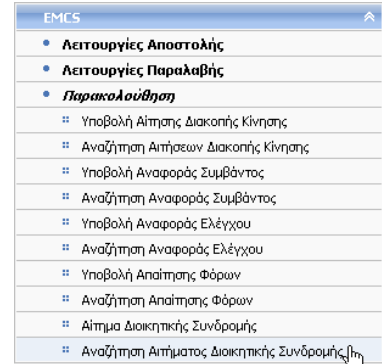 EMCS
Λειτουργίες Αποστολής
Λειτουργίες Παραλαβής
Παρακολούθηση
Υποβολή Αίτησης Διακοπής Κίνησης
Αναζήτηση Αιτήσεων Διακοπής Κίνησης
Υποβολή Αναφοράς Συμβάντος
Αναζήτηση Αναφοράς Συμβάντος
Υποβολή Αναφοράς Ελέγχου
Αναζήτηση Αναφοράς Ελέγχου
Υποβολή Απαίτησης Φόρων
Αναζήτηση Απαίτησης Φόρων
Αίτημα Διοικητικής Συνδρομής
Αναζήτηση Αιτήματος Διοικητικής Συνδρομής